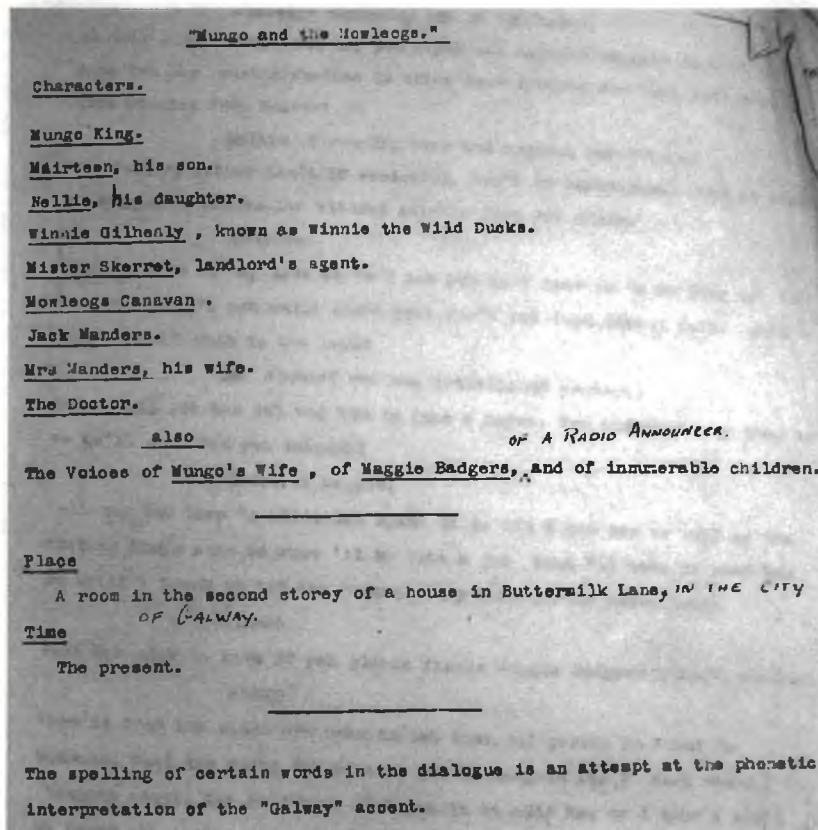 "Mungo and the Mowleogs."
Characters.
Mungo King.
Máirteen, his son.
Nellie, his daughter.
Winnie Gilhealy , known as Winnie the Wild Ducks.
Mister Skerret, landlord's agent.
Mowleogs Canavan .
Jack Manders.
Mrs Manders, his wife.
The Doctor.
also
OF A RADIO ANNOUNCER.
The Voices of Mungo's Wife , of Maggie Badgers, and of innumerable children.
Place
A room in the second storey of a house in Buttermilk Lane, IN THE CITY
OF GALWAY.
Time
The present.
The spelling of certain words in the dialogue is an attempt at the phonetic
interpretation of the "Galway" accent.